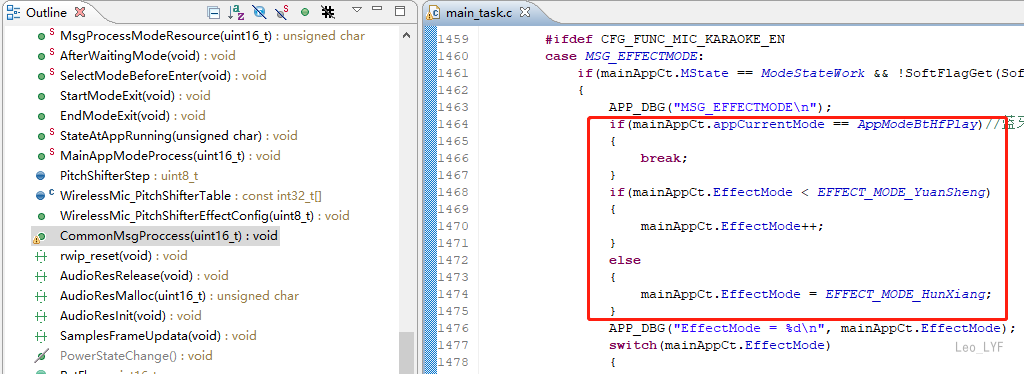 Outline
MsgProcessModeResource(uint16_t) : unsigned char
AfterWaitingMode(void) : void
SelectModeBeforeEnter(void) : void
StartModeExit(void) : void
EndModeExit(void) : void
StateAtAppRunning(unsigned char) : void
MainAppModeProcess(uint16_t) : void
PitchShifterStep : uint8_t
WirelessMic_PitchShifterTable : const int32_t[]
WirelessMic_PitchShifterEffectConfig(uint8_t) : void
CommonMsgProccess(uint16_t) : void
rwip_reset(void) : void
AudioResRelease(void) : void
AudioResMalloc(uint16_t) : unsigned char
AudioResInit(void) : void
SamplesFrameUpdata(void) : void
PowerStateChange() : void
main_task.c
1459 #ifdef CFG_FUNC_MIC_KARAOKE_EN
1460 case MSG_EFFECTMODE:
1461 if(mainAppCt.MState == ModeStateWork && !SoftFlagGet(Sof
1462 {
1463 APP_DBG("MSG_EFFECTMODE\n");
1464 if(mainAppCt.appCurrentMode == AppModeBtHfPlay)//蓝牙
1465 {
1466 break;
1467 }
1468 if(mainAppCt.EffectMode < EFFECT_MODE_YuanSheng)
1469 {
1470 mainAppCt.EffectMode++;
1471 }
1472 else
1473 {
1474 mainAppCt.EffectMode = EFFECT_MODE_HunXiang;
1475 }
1476 APP_DBG("EffectMode = %d\n", mainAppCt.EffectMode);
1477 switch(mainAppCt.EffectMode)
1478 {
Leo_LYF